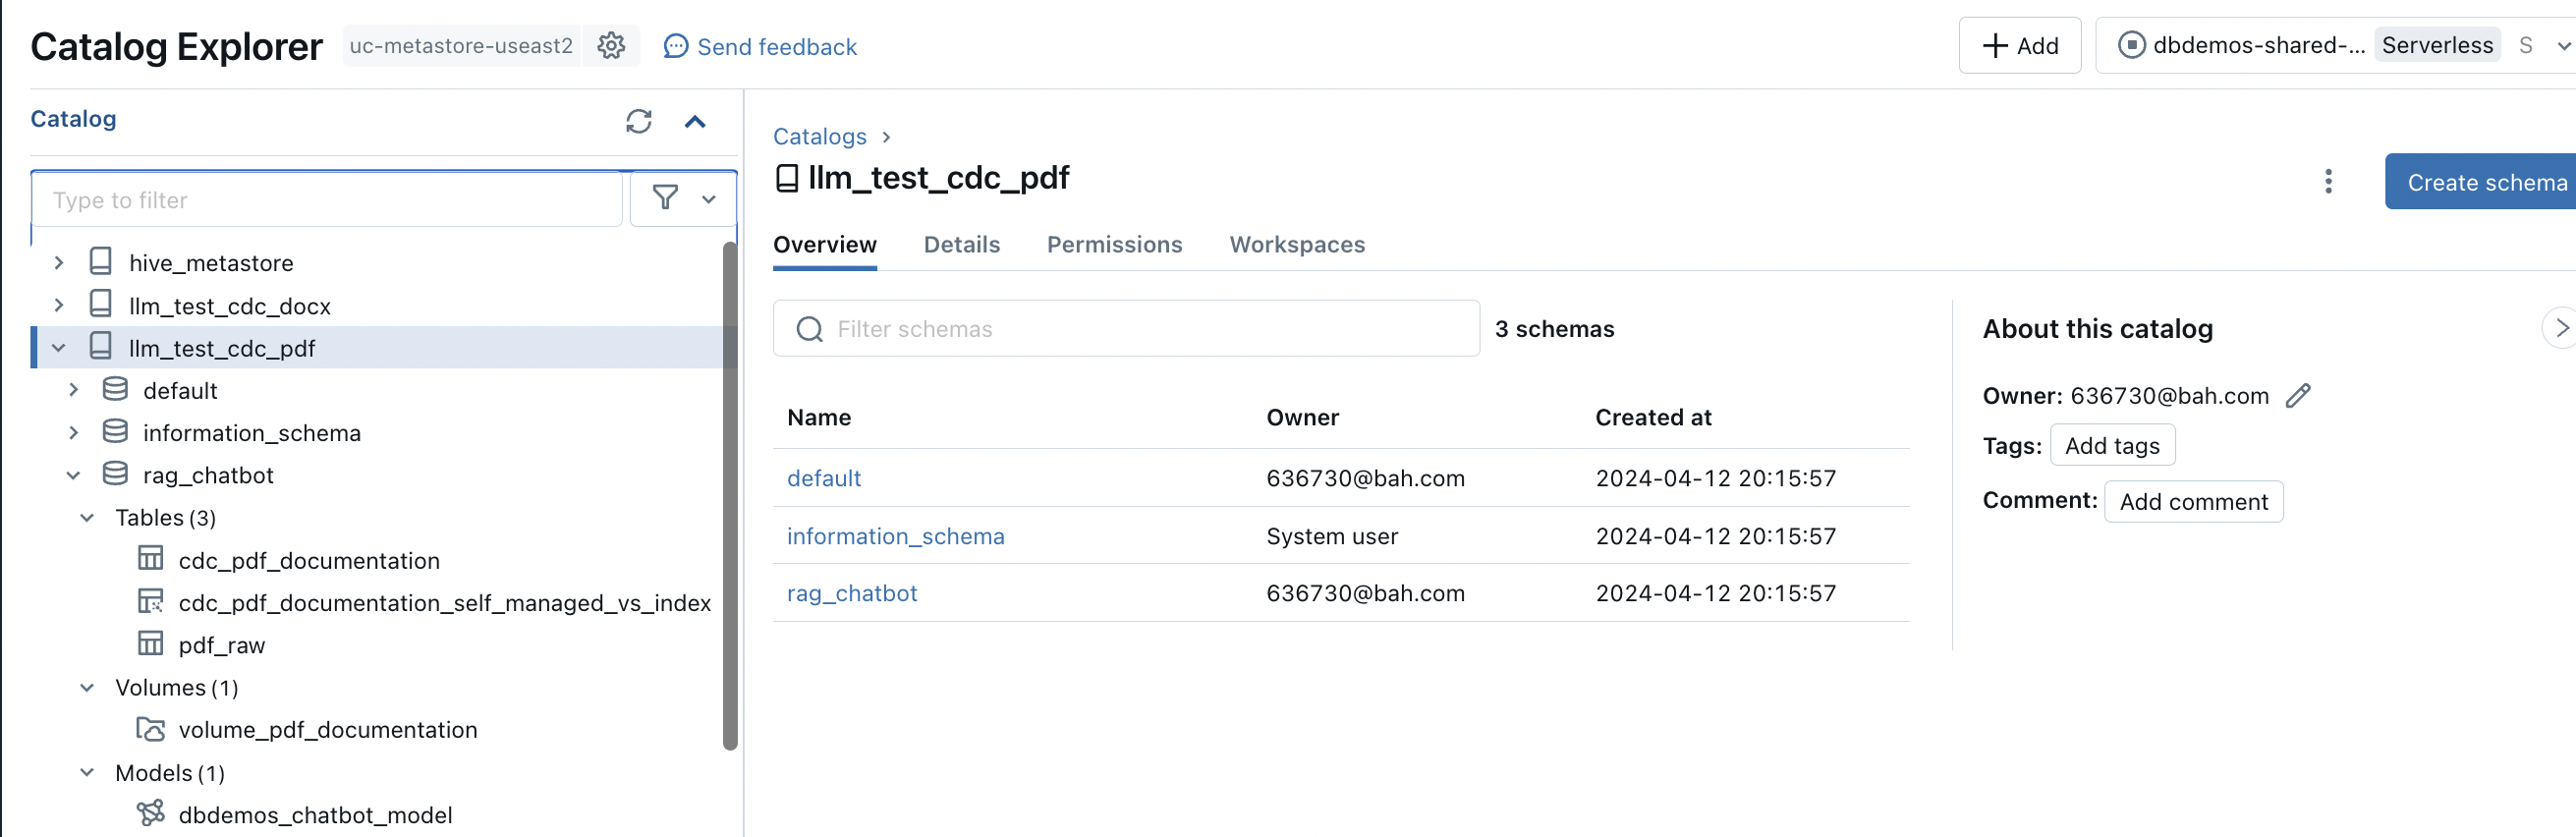 Catalog Explorer uc-metastore-useast2 Send feedback + Add dbdemos-shared-... Serverless S
Catalog
Type to filter
hive_metastore
llm_test_cdc_docx
llm_test_cdc_pdf
default
information_schema
rag_chatbot
Tables (3)
cdc_pdf_documentation
cdc_pdf_documentation_self_managed_vs_index
pdf_raw
Volumes (1)
volume_pdf_documentation
Models (1)
dbdemos_chatbot_model
Catalogs >
llm_test_cdc_pdf
Create schema
Overview Details Permissions Workspaces
Filter schemas 3 schemas
Name Owner Created at
default 636730@bah.com 2024-04-12 20:15:57
information_schema System user 2024-04-12 20:15:57
rag_chatbot 636730@bah.com 2024-04-12 20:15:57
About this catalog
Owner: 636730@bah.com
Tags: Add tags
Comment: Add comment